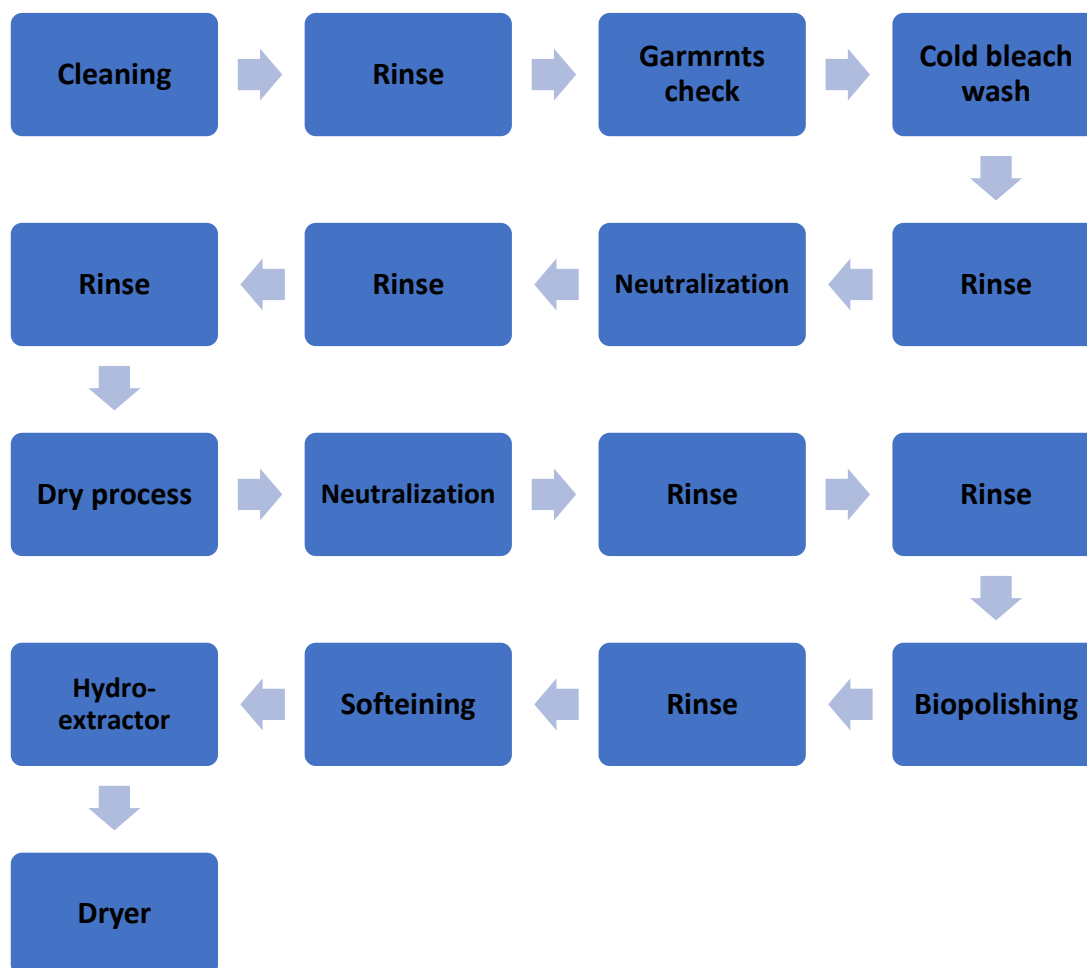 Cleaning
Rinse
Garmrnts
check
Cold bleach
wash
Rinse
Neutralization
Rinse
Rinse
Dry process
Neutralization
Rinse
Rinse
Biopolishing
Rinse
Softeining
Hydro-
extractor
Dryer